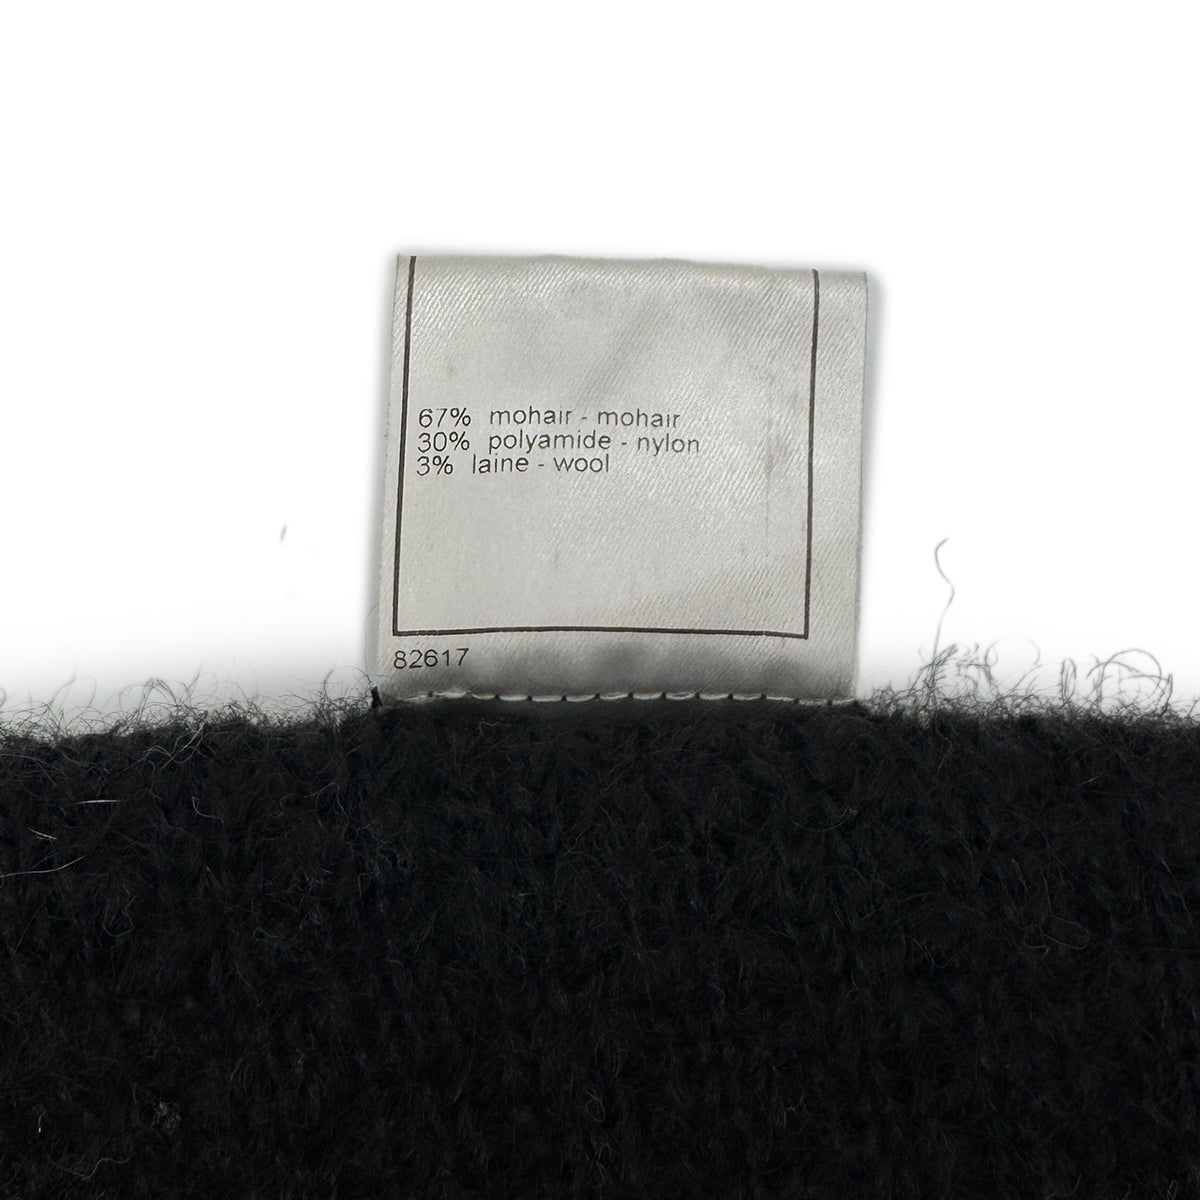 67% mohair - mohair
30% polyamide - nylon
3% laine - wool
82617